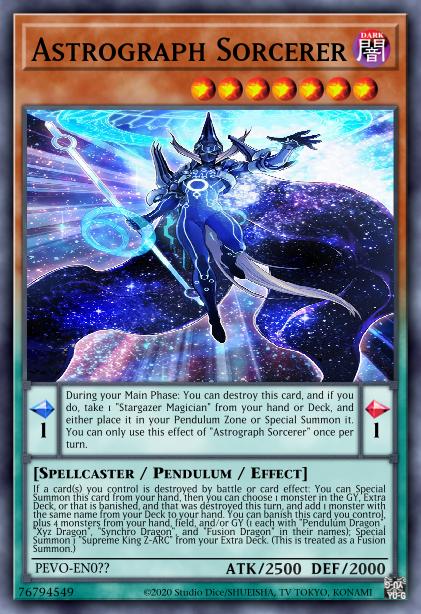 ASTROGRAPH SORCERER
DARK
闇
During your Main Phase: You can destroy this card, and if you
do, take 1 "Stargazer Magician" from your hand or Deck, and
either place it in your Pendulum Zone or Special Summon it.
You can only use this effect of "Astrograph Sorcerer" once per
turn.
1
1
[SPELLCASTER / PENDULUM / EFFECT]
If a card(s) you control is destroyed by battle or card effect: You can Special
Summon this card from your hand, then you can choose 1 monster in the GY, Extra
Deck, or that is banished, and that was destroyed this turn, and add 1 monster with
the same name from your Deck to your hand. You can banish this card you control,
plus 4 monsters from your hand, field, and/or GY (1 each with "Pendulum Dragon",
"Xyz Dragon", "Synchro Dragon", and "Fusion Dragon" in their names); Special
Summon 1 "Supreme King Z-ARC" from your Extra Deck. (This is treated as a Fusion
Summon.)
PEVO-EN0?? ATK/2500 DEF/2000
76794549 ©2020 Studio Dice/SHUEISHA, TV TOKYO, KONAMI